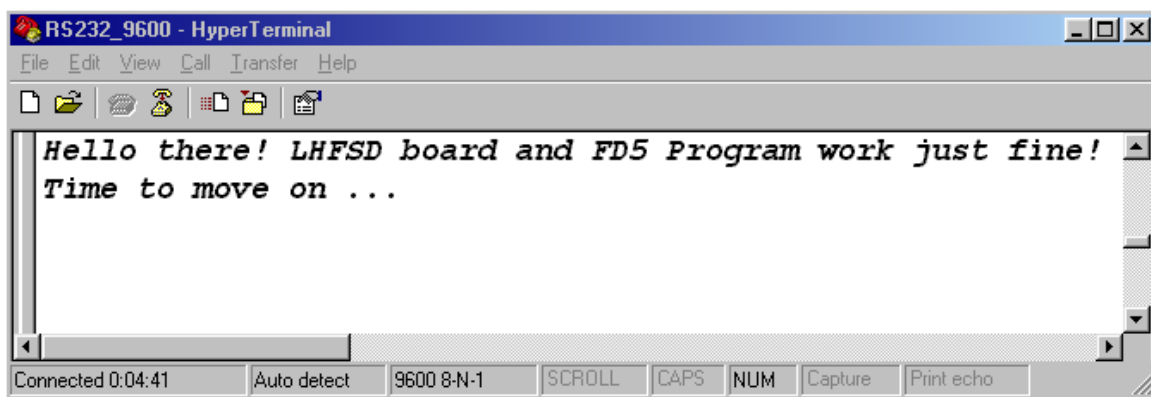 RS232_9600 - HyperTerminal
File Edit View Call Transfer Help
Hello there! LHFSD board and FD5 Program work just fine!
Time to move on ...
Connected 0:04:41 Auto detect 9600 8-N-1 SCROLL CAPS NUM Capture Print echo